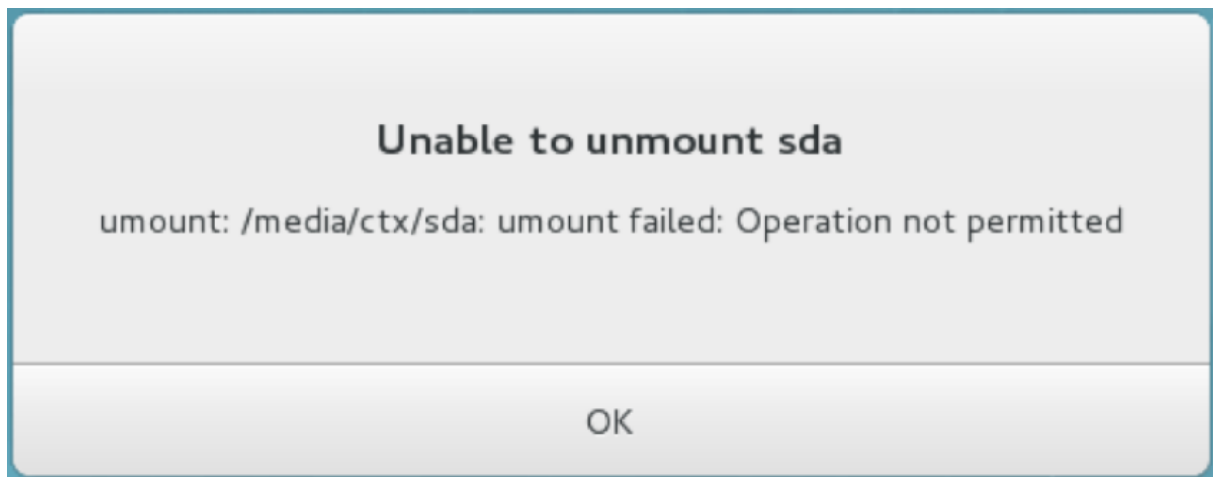 Unable to unmount sda
umount: /media/ctx/sda: umount failed: Operation not permitted
OK